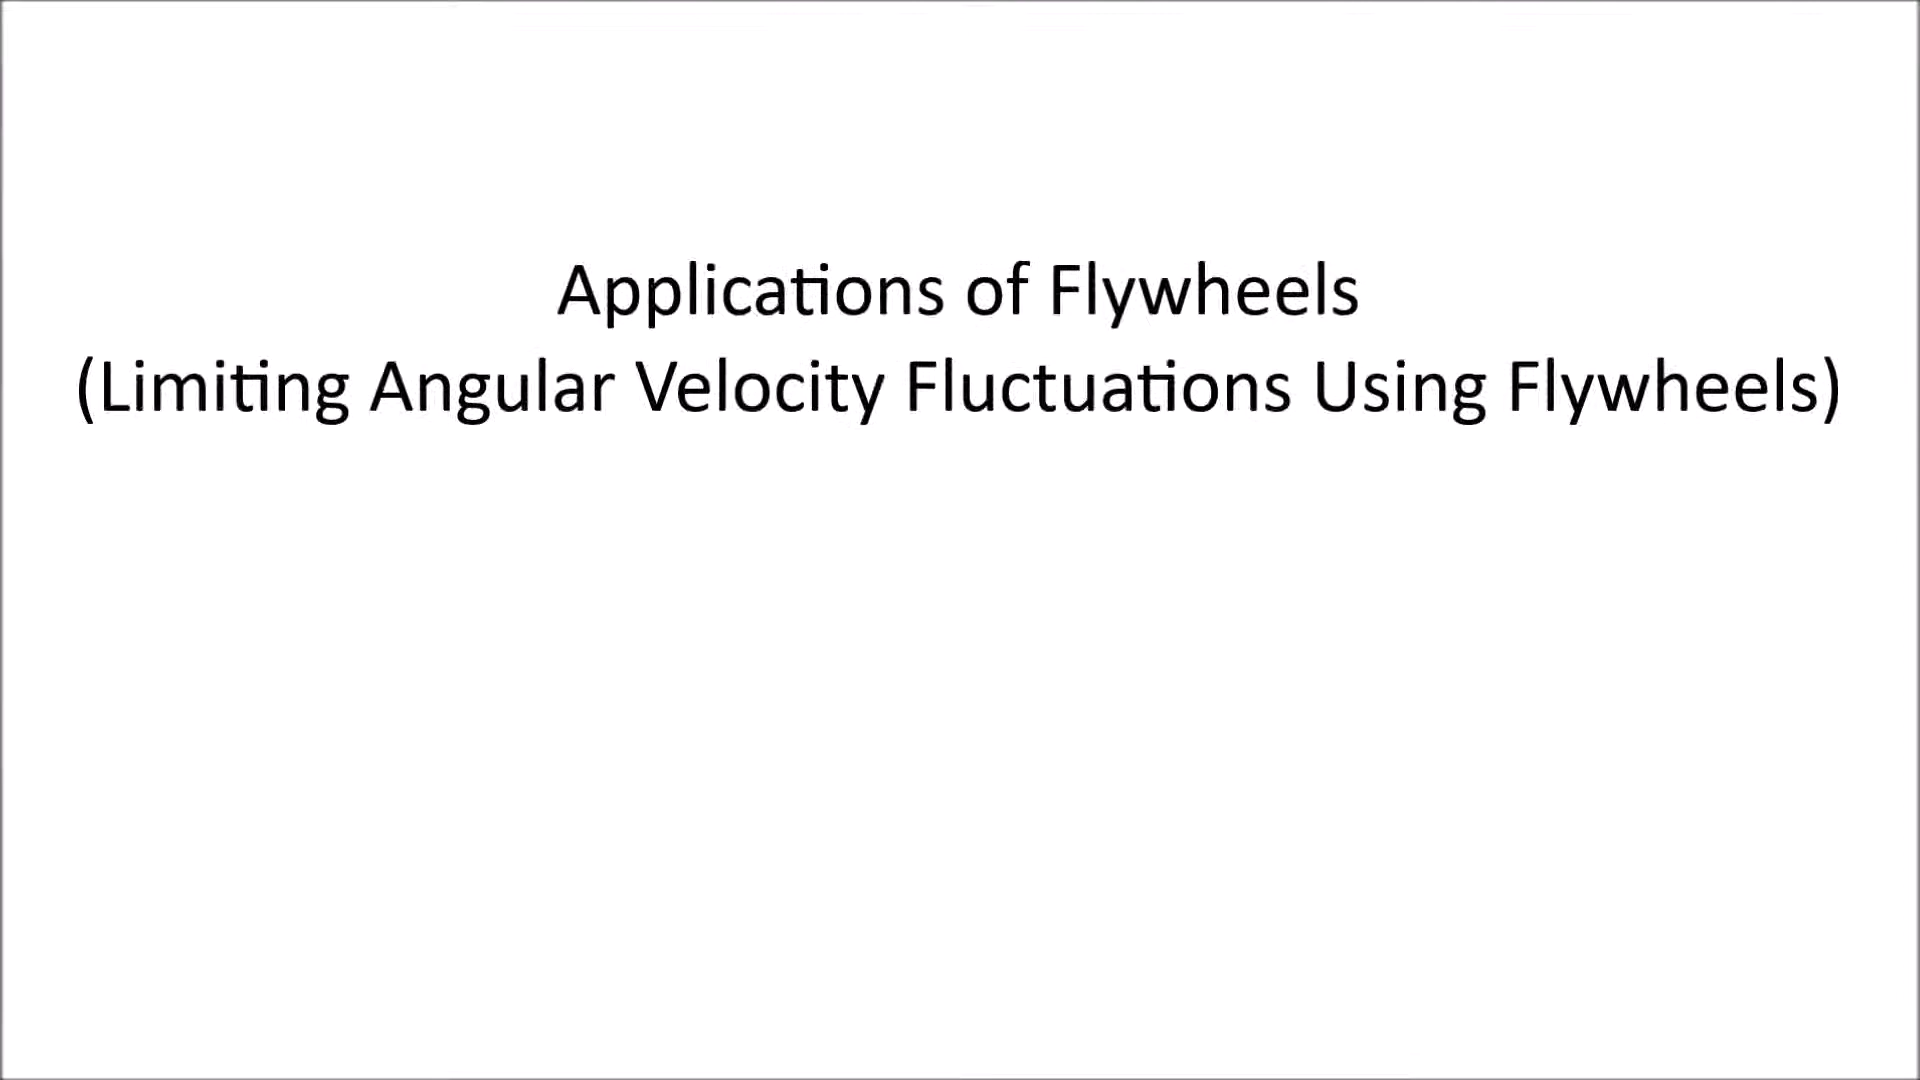 Applications of Flywheels
(Limiting Angular Velocity Fluctuations Using Flywheels)